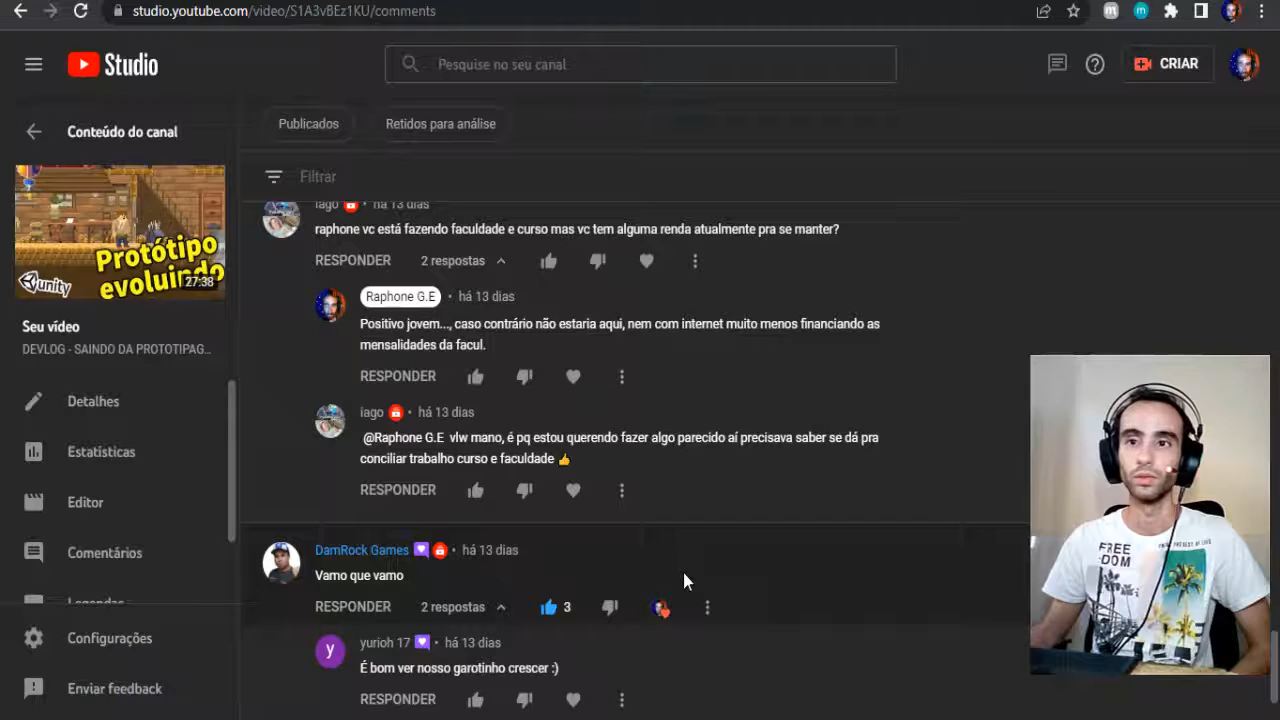 studio.youtube.com/video/S1A3v8Ez1KU/comments
Studio
Pesquise no seu canal
CRIAR
Conteúdo do canal
Protótipo
evoluindo
unity
27:38
Seu vídeo
DEVLOG - SAINDO DA PROTOTIPAG...
Detalhes
Estatísticas
Editor
Comentários
Legendas
Configurações
Enviar feedback
Publicados
Retidos para análise
Filtrar
iago • há 13 dias
raphone vc está fazendo faculdade e curso mas vc tem alguma renda atualmente pra se manter?
RESPONDER 2 respostas
Raphone G.E • há 13 dias
Positivo jovem..., caso contrário não estaria aqui, nem com internet muito menos financiando as
mensalidades da facul.
RESPONDER
iago • há 13 dias
@Raphone G.E vlw mano, é pq estou querendo fazer algo parecido aí precisava saber se dá pra
conciliar trabalho curso e faculdade 👍
RESPONDER
DamRock Games • há 13 dias
Vamo que vamo
RESPONDER 2 respostas 3
y
yurioh 17 • há 13 dias
É bom ver nosso garotinho crescer :)
RESPONDER
FREE
DOM